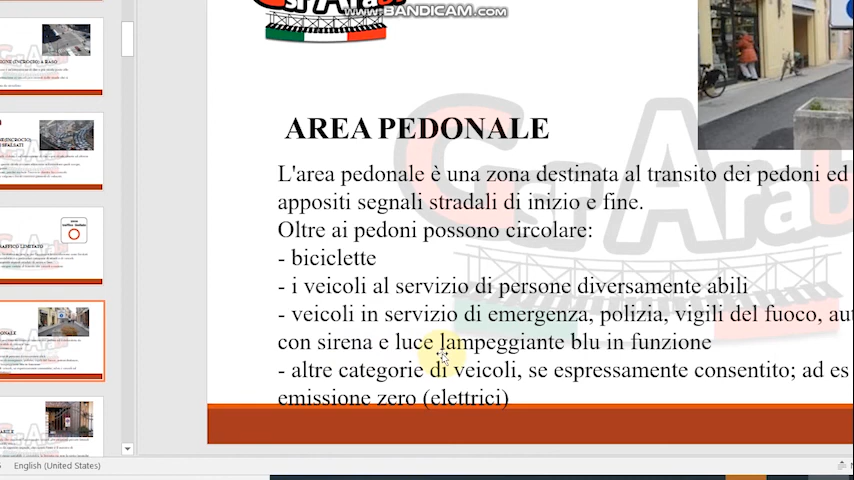 www.BANDICAM.com
AREA PEDONALE
L'area pedonale è una zona destinata al transito dei pedoni ed
appositi segnali stradali di inizio e fine.
Oltre ai pedoni possono circolare:
- biciclette
- i veicoli al servizio di persone diversamente abili
- veicoli in servizio di emergenza, polizia, vigili del fuoco,
con sirena e luce lampeggiante blu in funzione
- altre categorie di veicoli, se espressamente consentito; ad es
emissione zero (elettrici)
English (United States)